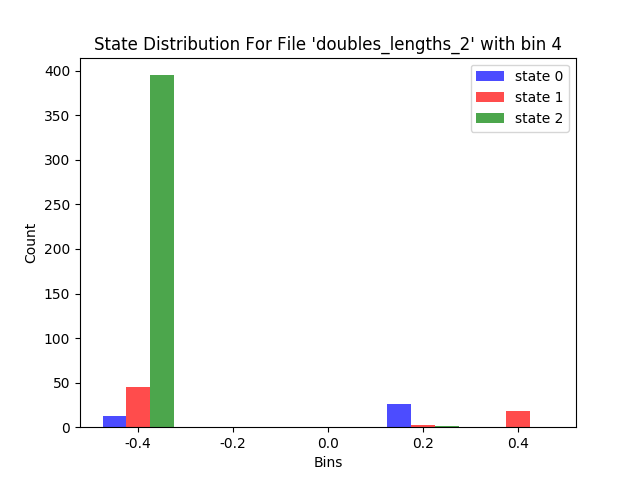 State Distribution For File 'doubles_lengths_2' with bin 4
400
350
300
250
200
150
100
50
0
Count
state 0
state 1
state 2
-0.4 -0.2 0.0 0.2 0.4
Bins